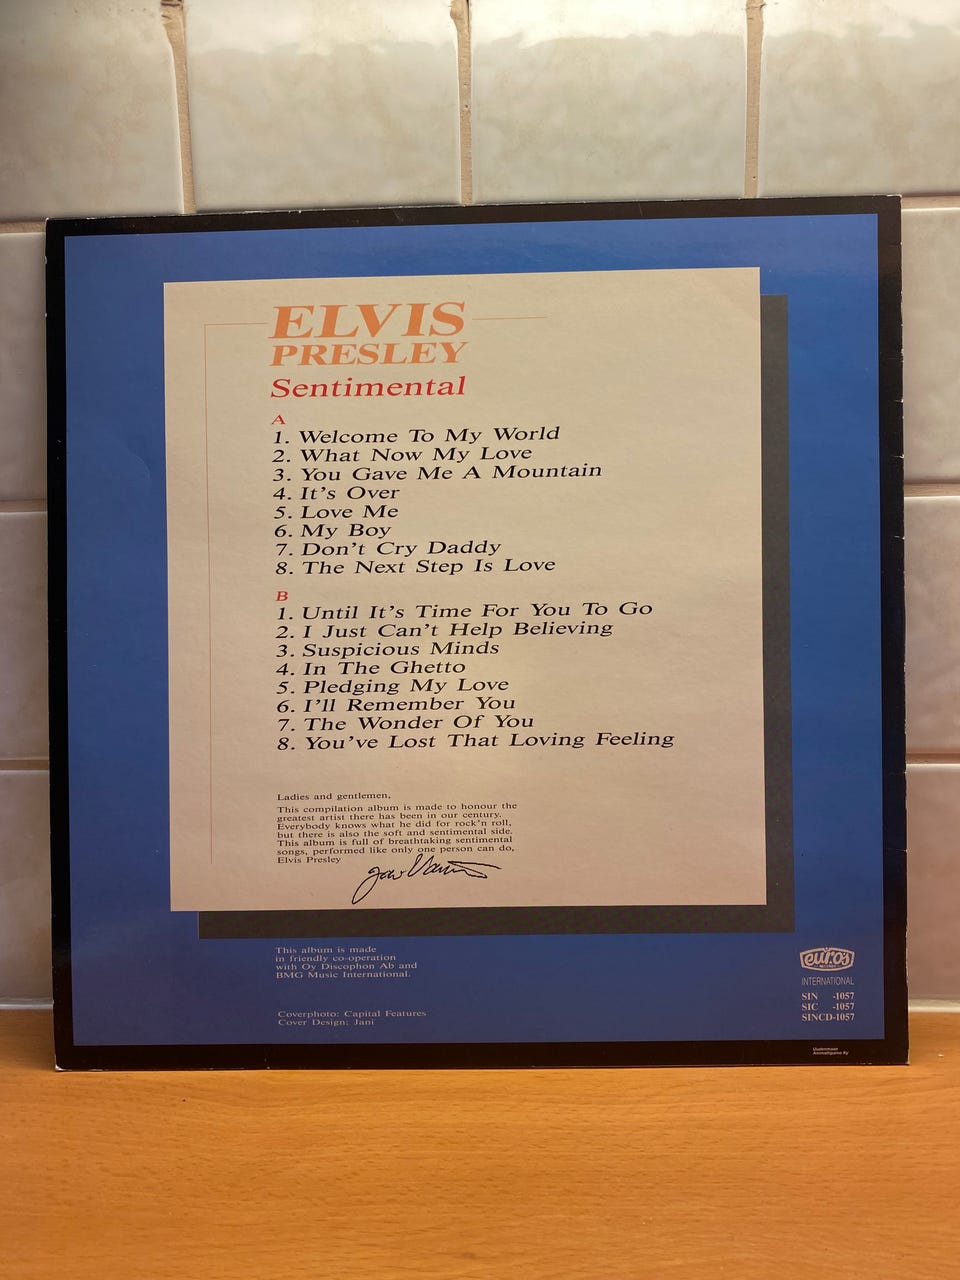 ELVIS
PRESLEY
Sentimental
A
1. Welcome To My World
2. What Now My Love
3. You Gave Me A Mountain
4. It's Over
5. Love Me
6. My Boy
7. Don't Cry Daddy
8. The Next Step Is Love
B
1. Until It's Time For You To Go
2. I Just Can't Help Believing
3. Suspicious Minds
4. In The Ghetto
5. Pledging My Love
6. I'll Remember You
7. The Wonder Of You
8. You've Lost That Loving Feeling
Ladies and gentlemen,
This compilation album is made to honour the
greatest artist there has been in our century.
Everybody knows what he did for rock'n roll,
but there is also the soft and sentimental side.
This album is full of breathtaking sentimental
songs, performed like only one person can do,
Elvis Presley
This album is made
in friendly co-operation
with Oy Discophon Ab and
BMG Music International.
Coverphoto: Capital Features
Cover Design: Jani
euros
INTERNATIONAL
SIN -1057
SIC -1057
SINCD-1057